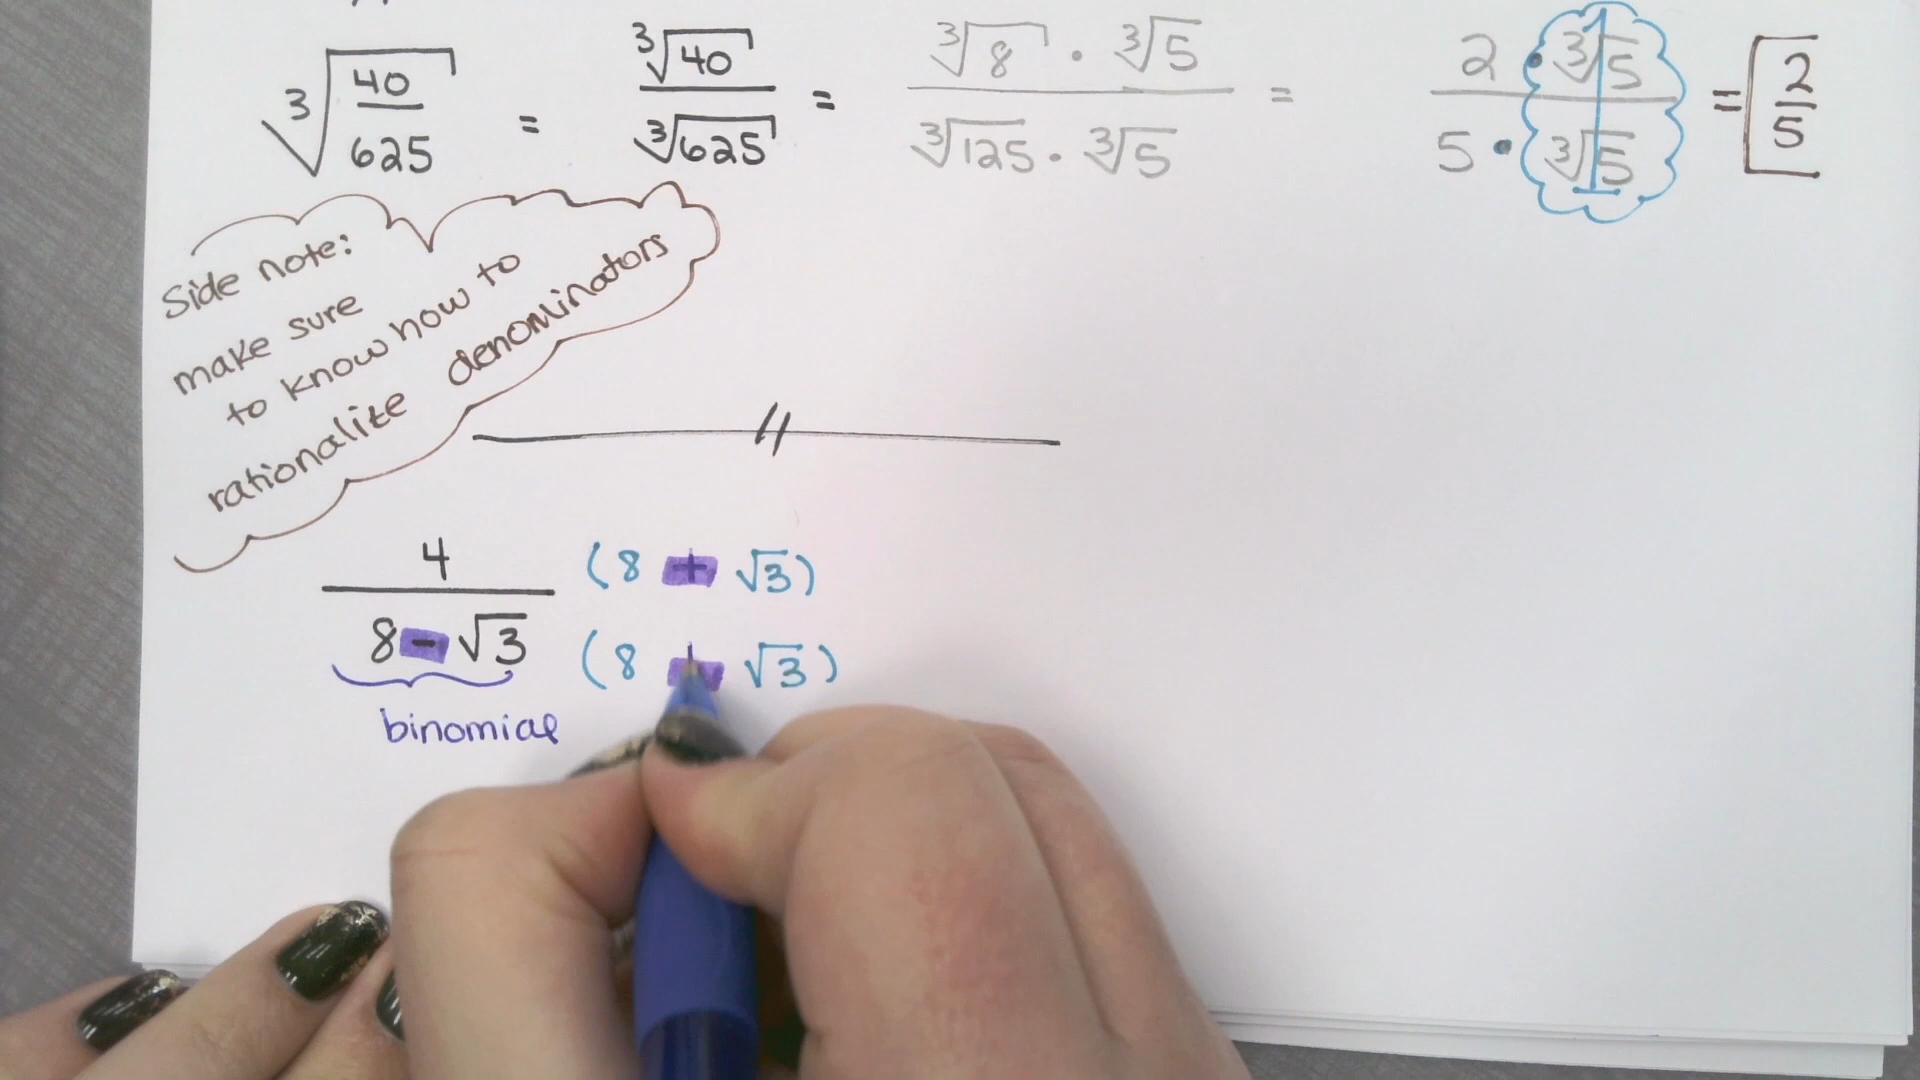 ∛(40/625) = ∛40/∛625 = (∛8 · ∛5)/(∛125 · ∛5) = (2 · ∛5)/(5 · ∛5) = [2/5
Side note:
make sure
to know how to
rationalize denominators
4 (8 + √3)
8 - √3 (8 + √3)
binomial